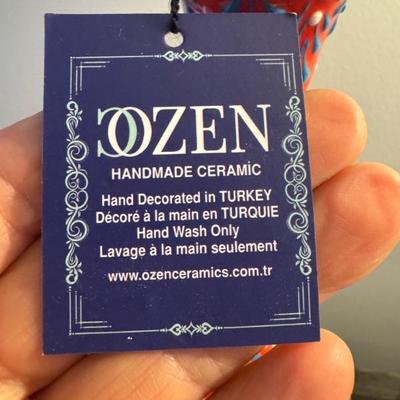 OZEN
HANDMADE CERAMIC
Hand Decorated in TURKEY
Décoré à la main en TURQUIE
Hand Wash Only
Lavage à la main seulement
www.ozenceramics.com.tr